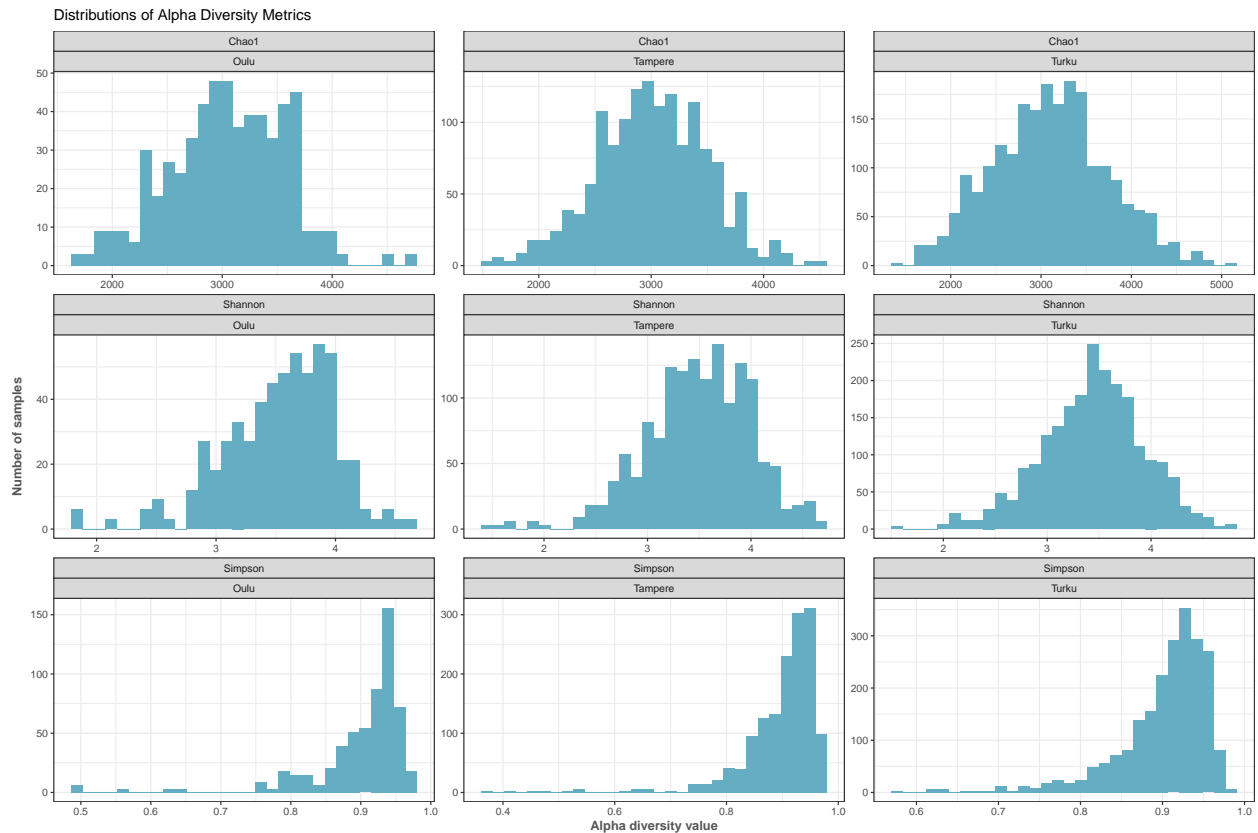 Distributions of Alpha Diversity Metrics
Chao1 Chao1 Chao1
Oulu Tampere Turku
50
40
30
20
10
0
2000 3000 4000
100
50
0
2000 3000 4000
150
100
50
0
2000 3000 4000 5000
Number of samples
Shannon Shannon Shannon
Oulu Tampere Turku
40
20
0
2 3 4
100
50
0
2 3 4
250
200
150
100
50
0
2 3 4
Simpson Simpson Simpson
Oulu Tampere Turku
150
100
50
0
0.5 0.6 0.7 0.8 0.9 1.0
300
200
100
0
0.4 0.6 0.8 1.0
300
200
100
0
0.6 0.7 0.8 0.9 1.0
Alpha diversity value